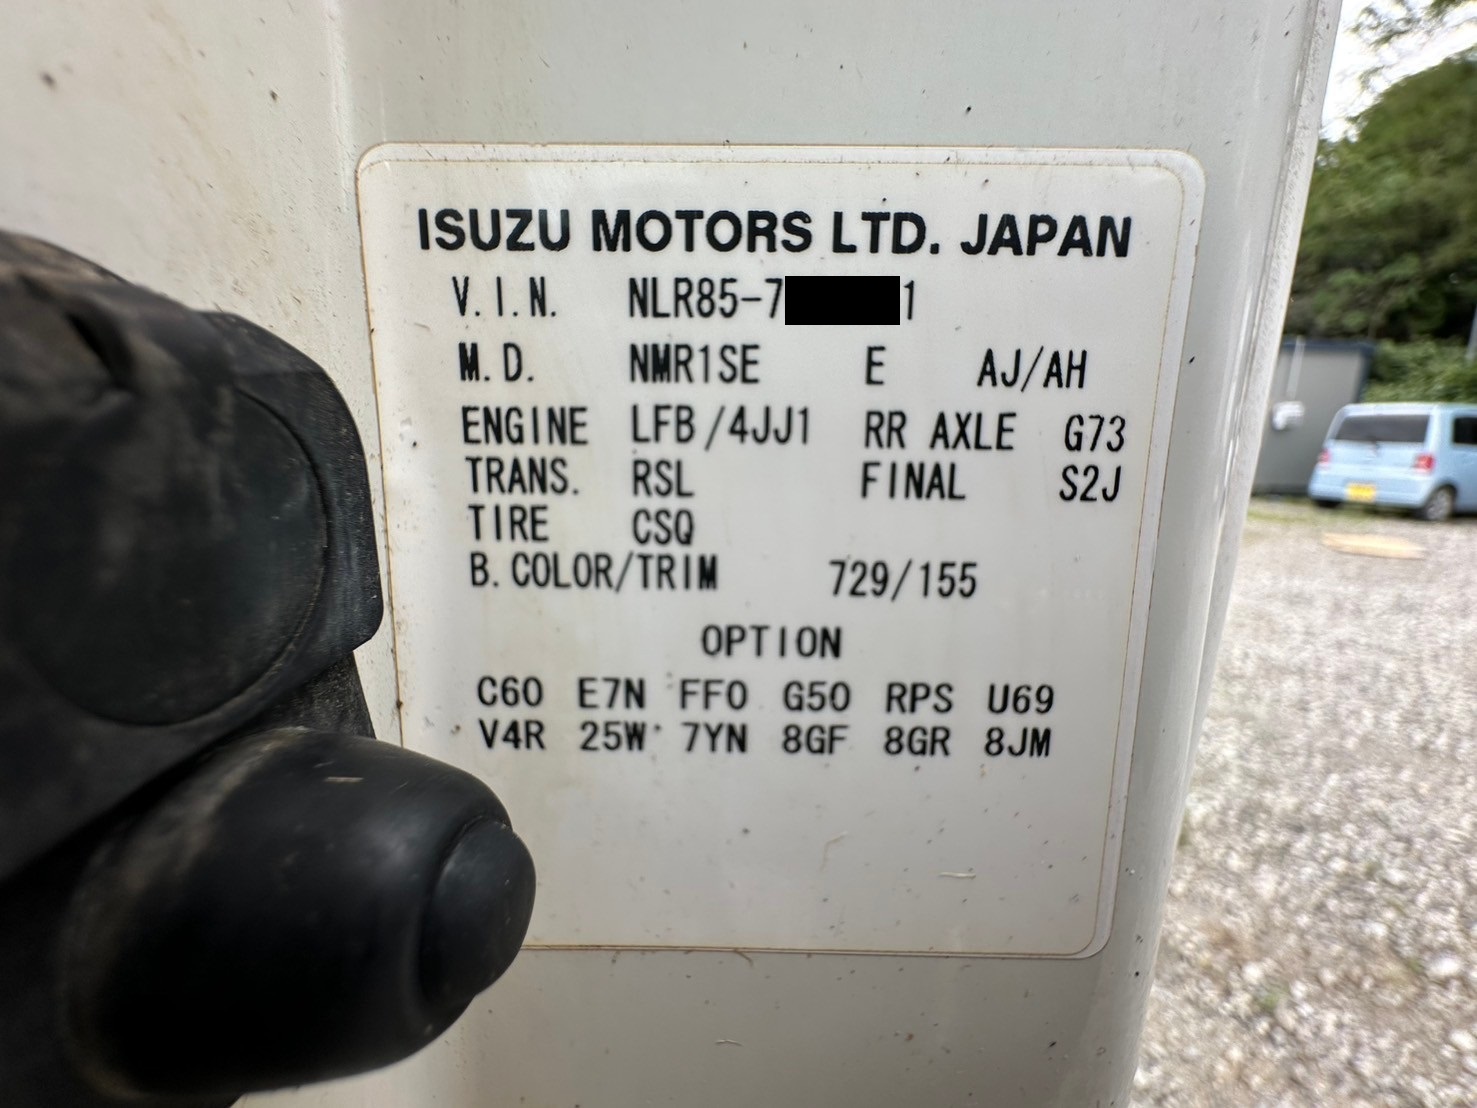 ISUZU MOTORS LTD. JAPAN
V.I.N. NLR85-7 1
M.D. NMR1SE E AJ/AH
ENGINE LFB/4JJ1 RR AXLE G73
TRANS. RSL FINAL S2J
TIRE CSQ
B.COLOR/TRIM 729/155
OPTION
C60 E7N FF0 G50 RPS U69
V4R 25W 7YN 8GF 8GR 8JM